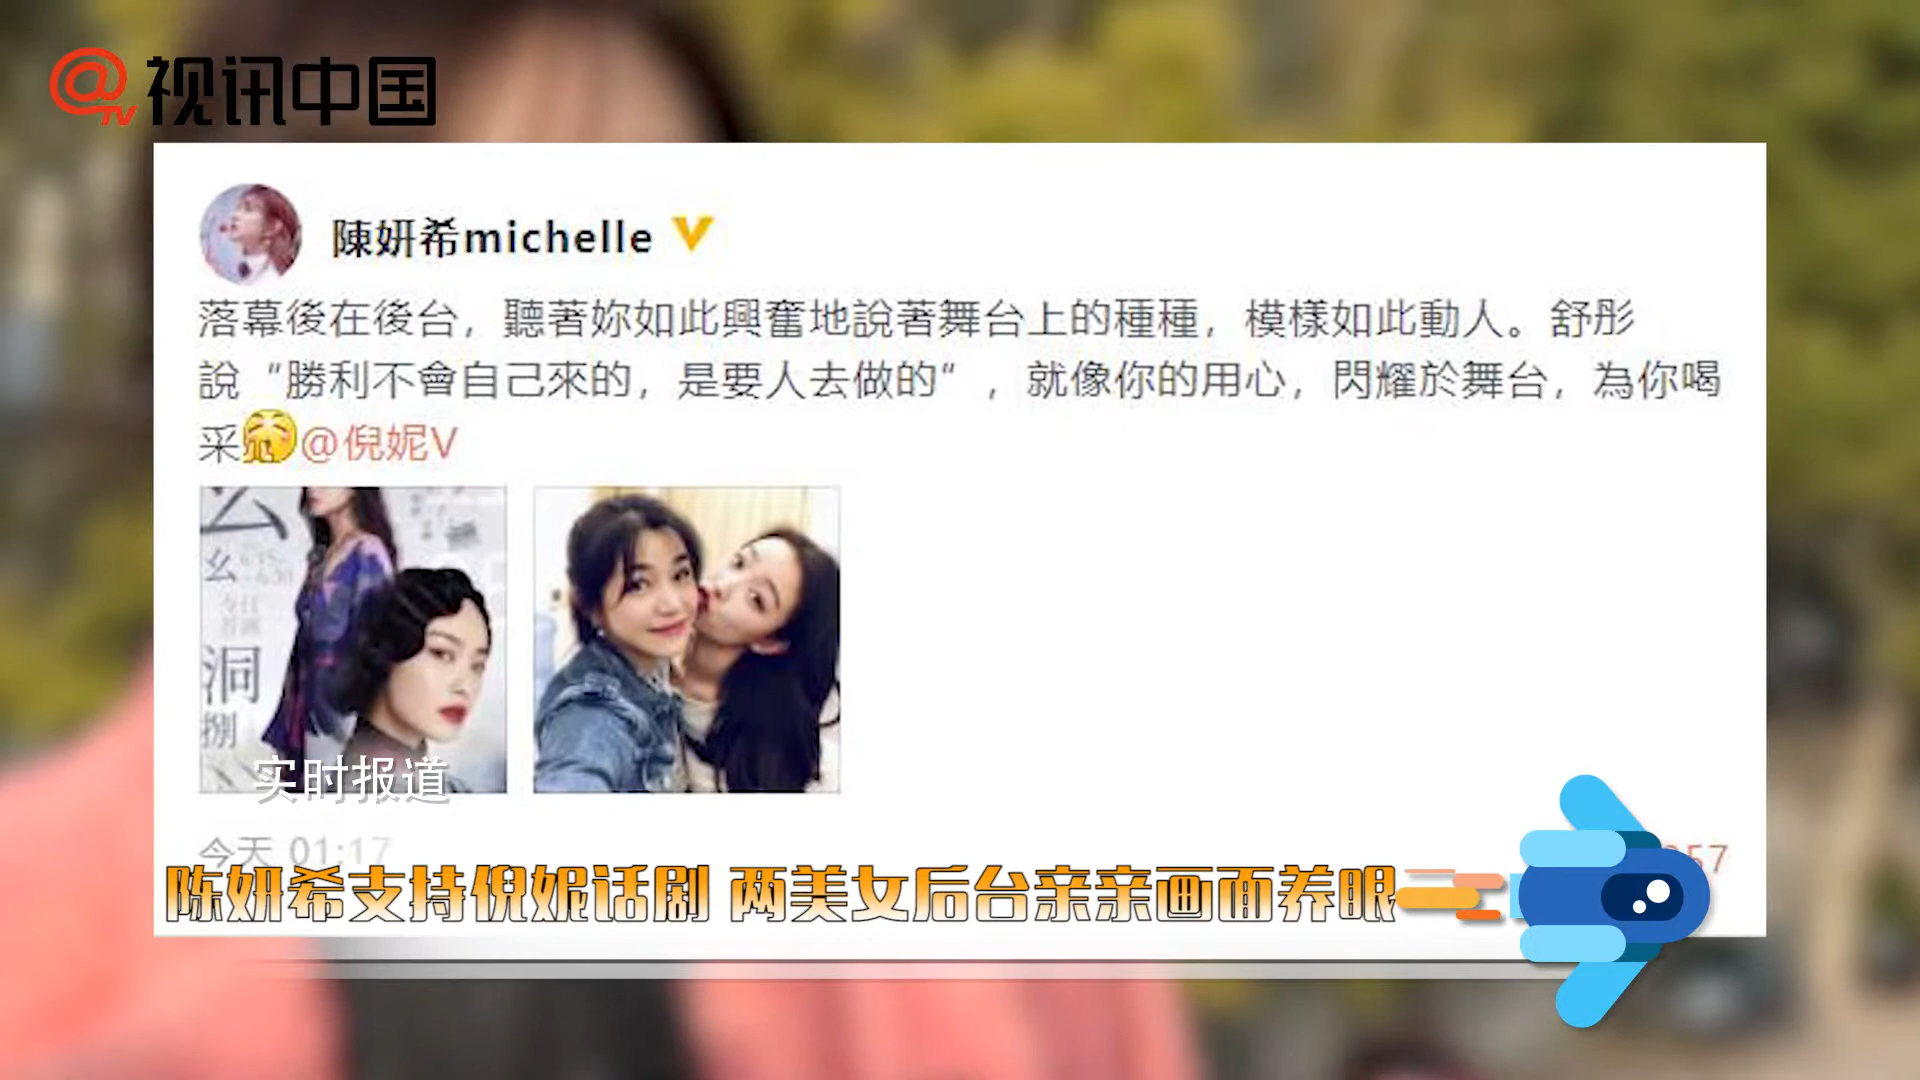 @TV 视讯中国
陳妍希michelle
落幕後在後台，聽著妳如此興奮地說著舞台上的種種，模樣如此動人。舒彤
說“勝利不會自己來的，是要人去做的“，就像你的用心，閃耀於舞台，為你喝
采@倪妮V
幺
洞
捌
实时报道
今天 01:17
57
陈妍希支持倪妮话剧 两美女后台亲亲画面养眼